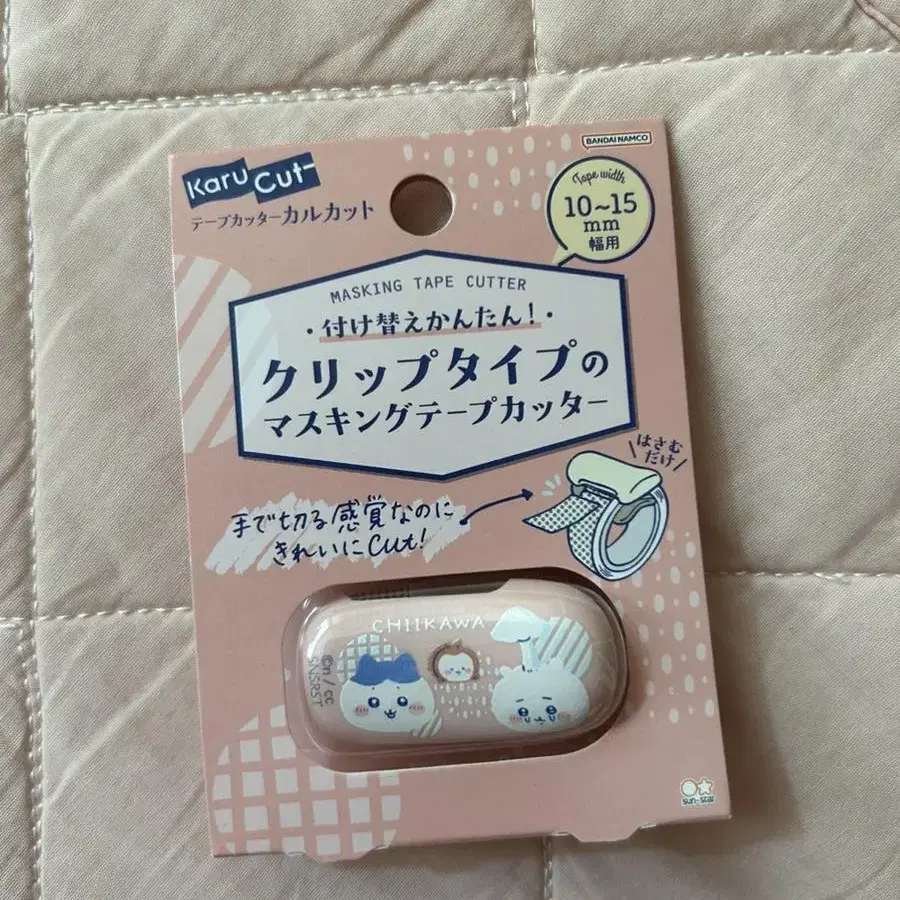 BANDAI NAMCO
Karu Cut
テープカッターカルカット
Tape width
10~15
mm
幅用
MASKING TAPE CUTTER
・付け替えかんたん!・
クリップタイプの
マスキングテープカッター
はさむ
だけ
手で切る感覚なのに
きれいにcut!
CHIIKAWA
©n / cc
SNSRST
sun-star